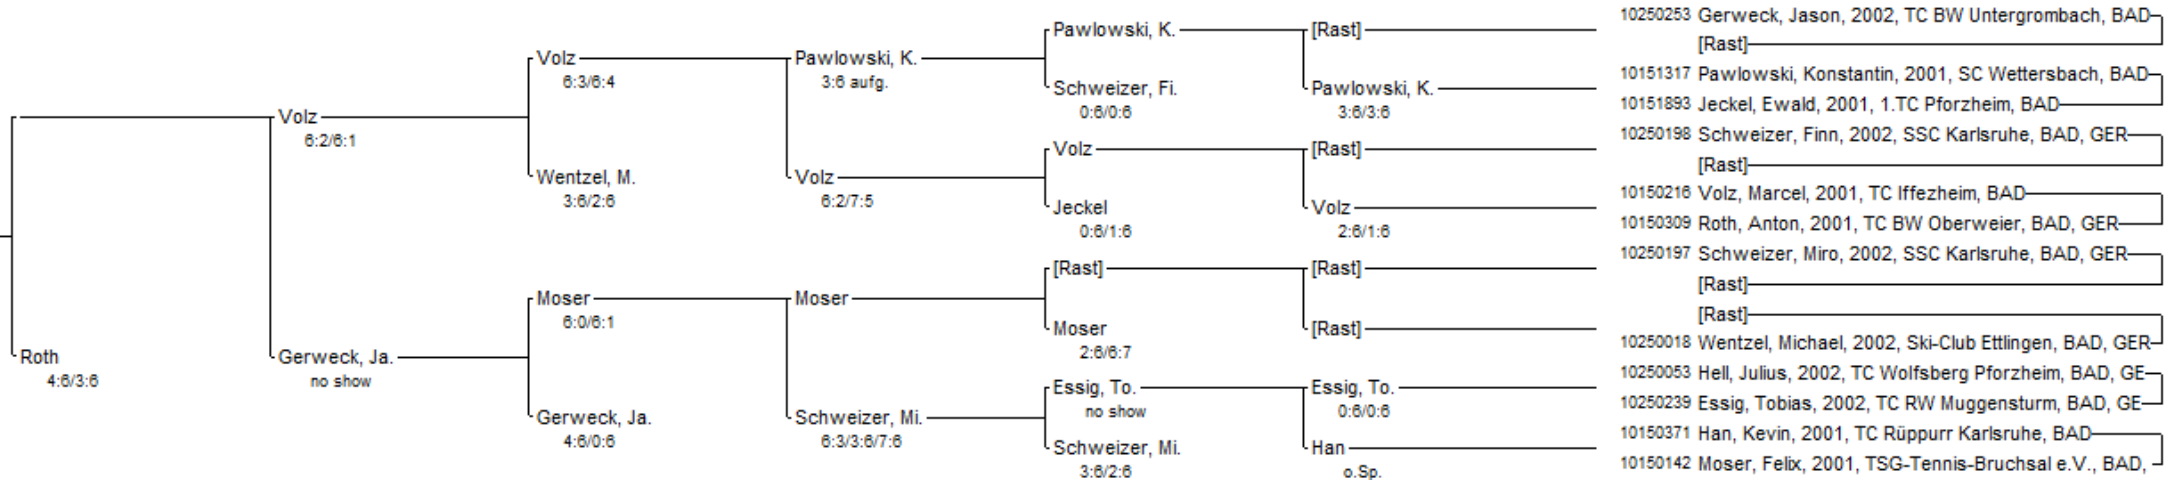 Roth
4:6/3:6
Volz
6:2/6:1
Gerweck, Ja.
no show
Volz
6:3/6:4
Wentzel, M.
3:6/2:6
Moser
6:0/6:1
Gerweck, Ja.
4:6/0:6
Pawlowski, K.
3:6 aufg.
Volz
6:2/7:5
Moser
Schweizer, Mi.
6:3/3:6/7:6
Pawlowski, K.
Schweizer, Fi.
0:6/0:6
Volz
Jeckel
0:6/1:6
[Rast]
Moser
2:6/6:7
Essig, To.
no show
Schweizer, Mi.
3:6/2:6
[Rast]
Pawlowski, K.
3:6/3:6
[Rast]
Volz
2:6/1:6
[Rast]
[Rast]
Essig, To.
0:6/0:6
Han
o.Sp.
10250253 Gerweck, Jason, 2002, TC BW Untergrombach, BAD
[Rast]
10151317 Pawlowski, Konstantin, 2001, SC Wettersbach, BAD
10151893 Jeckel, Ewald, 2001, 1.TC Pforzheim, BAD
10250198 Schweizer, Finn, 2002, SSC Karlsruhe, BAD, GER
[Rast]
10150216 Volz, Marcel, 2001, TC Iffezheim, BAD
10150309 Roth, Anton, 2001, TC BW Oberweier, BAD, GER
10250197 Schweizer, Miro, 2002, SSC Karlsruhe, BAD, GER
[Rast]
[Rast]
10250018 Wentzel, Michael, 2002, Ski-Club Ettlingen, BAD, GER
10250053 Hell, Julius, 2002, TC Wolfsberg Pforzheim, BAD, GE
10250239 Essig, Tobias, 2002, TC RW Muggensturm, BAD, GE
10150371 Han, Kevin, 2001, TC Rüppurr Karlsruhe, BAD
10150142 Moser, Felix, 2001, TSG-Tennis-Bruchsal e.V., BAD,